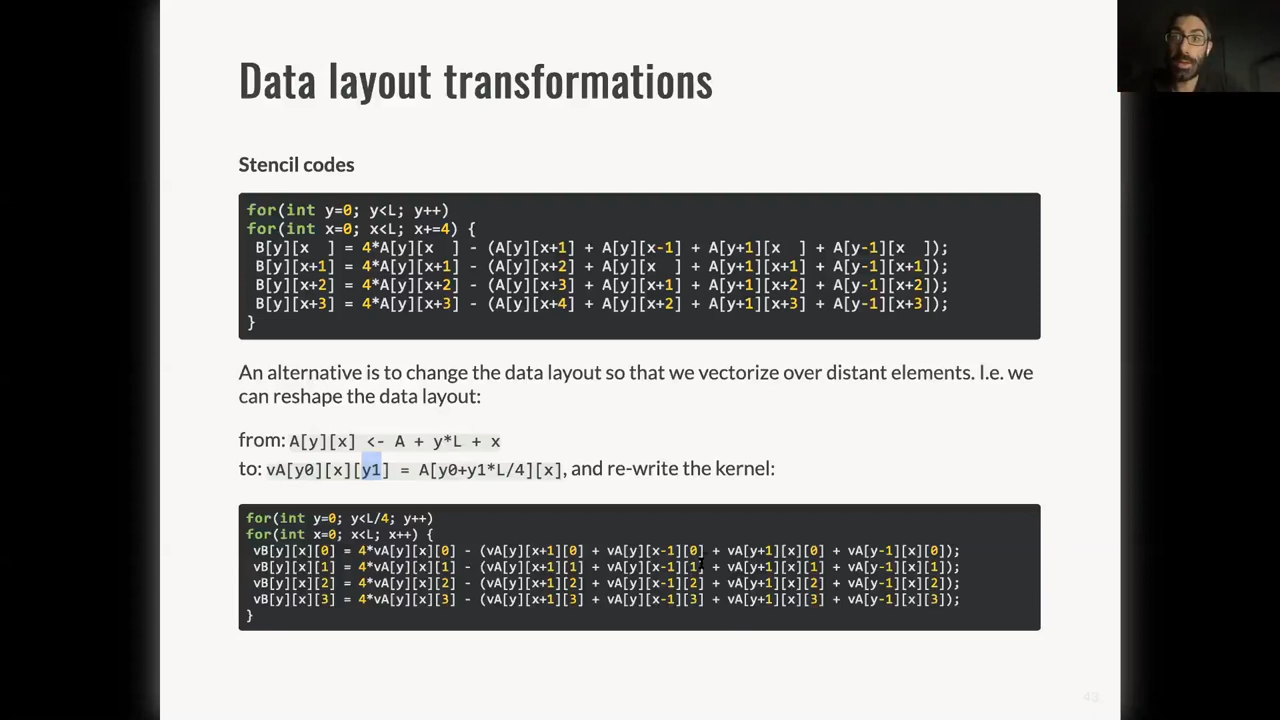 Data layout transformations
Stencil codes
for(int y=0; y<L; y++)
for(int x=0; x<L; x+=4) {
 B[y][x  ] = 4*A[y][x  ] - (A[y][x+1] + A[y][x-1] + A[y+1][x  ] + A[y-1][x  ]);
 B[y][x+1] = 4*A[y][x+1] - (A[y][x+2] + A[y][x  ] + A[y+1][x+1] + A[y-1][x+1]);
 B[y][x+2] = 4*A[y][x+2] - (A[y][x+3] + A[y][x+1] + A[y+1][x+2] + A[y-1][x+2]);
 B[y][x+3] = 4*A[y][x+3] - (A[y][x+4] + A[y][x+2] + A[y+1][x+3] + A[y-1][x+3]);
}
An alternative is to change the data layout so that we vectorize over distant elements. I.e. we
can reshape the data layout:
from: A[y][x] <- A + y*L + x
to: vA[y0][x][y1] = A[y0+y1*L/4][x], and re-write the kernel:
for(int y=0; y<L/4; y++)
for(int x=0; x<L; x++) {
 vB[y][x][0] = 4*vA[y][x][0] - (vA[y][x+1][0] + vA[y][x-1][0] + vA[y+1][x][0] + vA[y-1][x][0]);
 vB[y][x][1] = 4*vA[y][x][1] - (vA[y][x+1][1] + vA[y][x-1][1] + vA[y+1][x][1] + vA[y-1][x][1]);
 vB[y][x][2] = 4*vA[y][x][2] - (vA[y][x+1][2] + vA[y][x-1][2] + vA[y+1][x][2] + vA[y-1][x][2]);
 vB[y][x][3] = 4*vA[y][x][3] - (vA[y][x+1][3] + vA[y][x-1][3] + vA[y+1][x][3] + vA[y-1][x][3]);
}
43